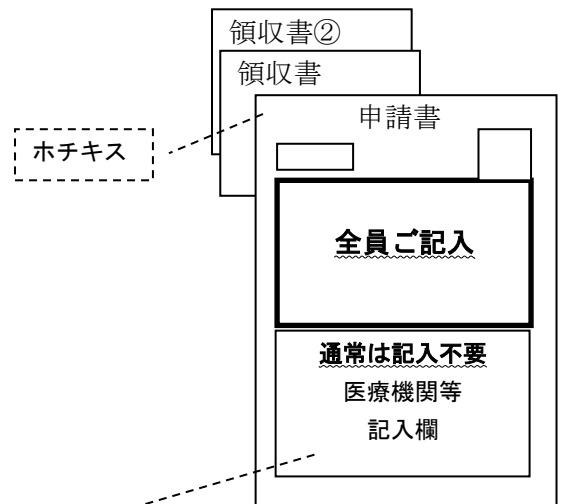 領収書②
領収書
申請書
ホチキス
全員ご記入
通常は記入不要
医療機関等
記入欄